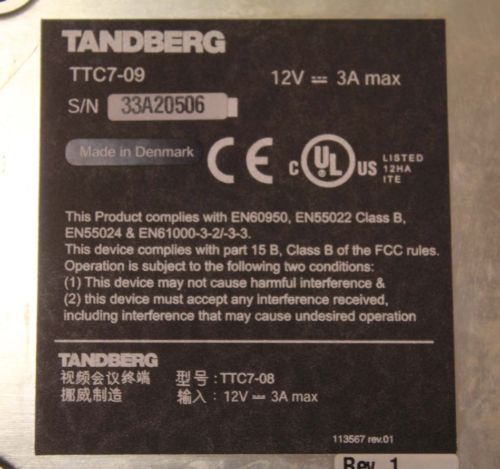 TANDBERG
TTC7-09 12V ⎓ 3A max
S/N 33A20506
Made in Denmark CE c UL US LISTED 12HA ITE
This Product complies with EN60950, EN55022 Class B,
EN55024 & EN61000-3-2/-3-3.
This device complies with part 15 B, Class B of the FCC rules.
Operation is subject to the following two conditions:
(1) This device may not cause harmful interference &
(2) this device must accept any interference received,
including interference that may cause undesired operation
TANDBERG
视频会议终端 型号:TTC7-08
挪威制造 输入: 12V ⎓ 3A max
113567 rev.01
Rev. 1